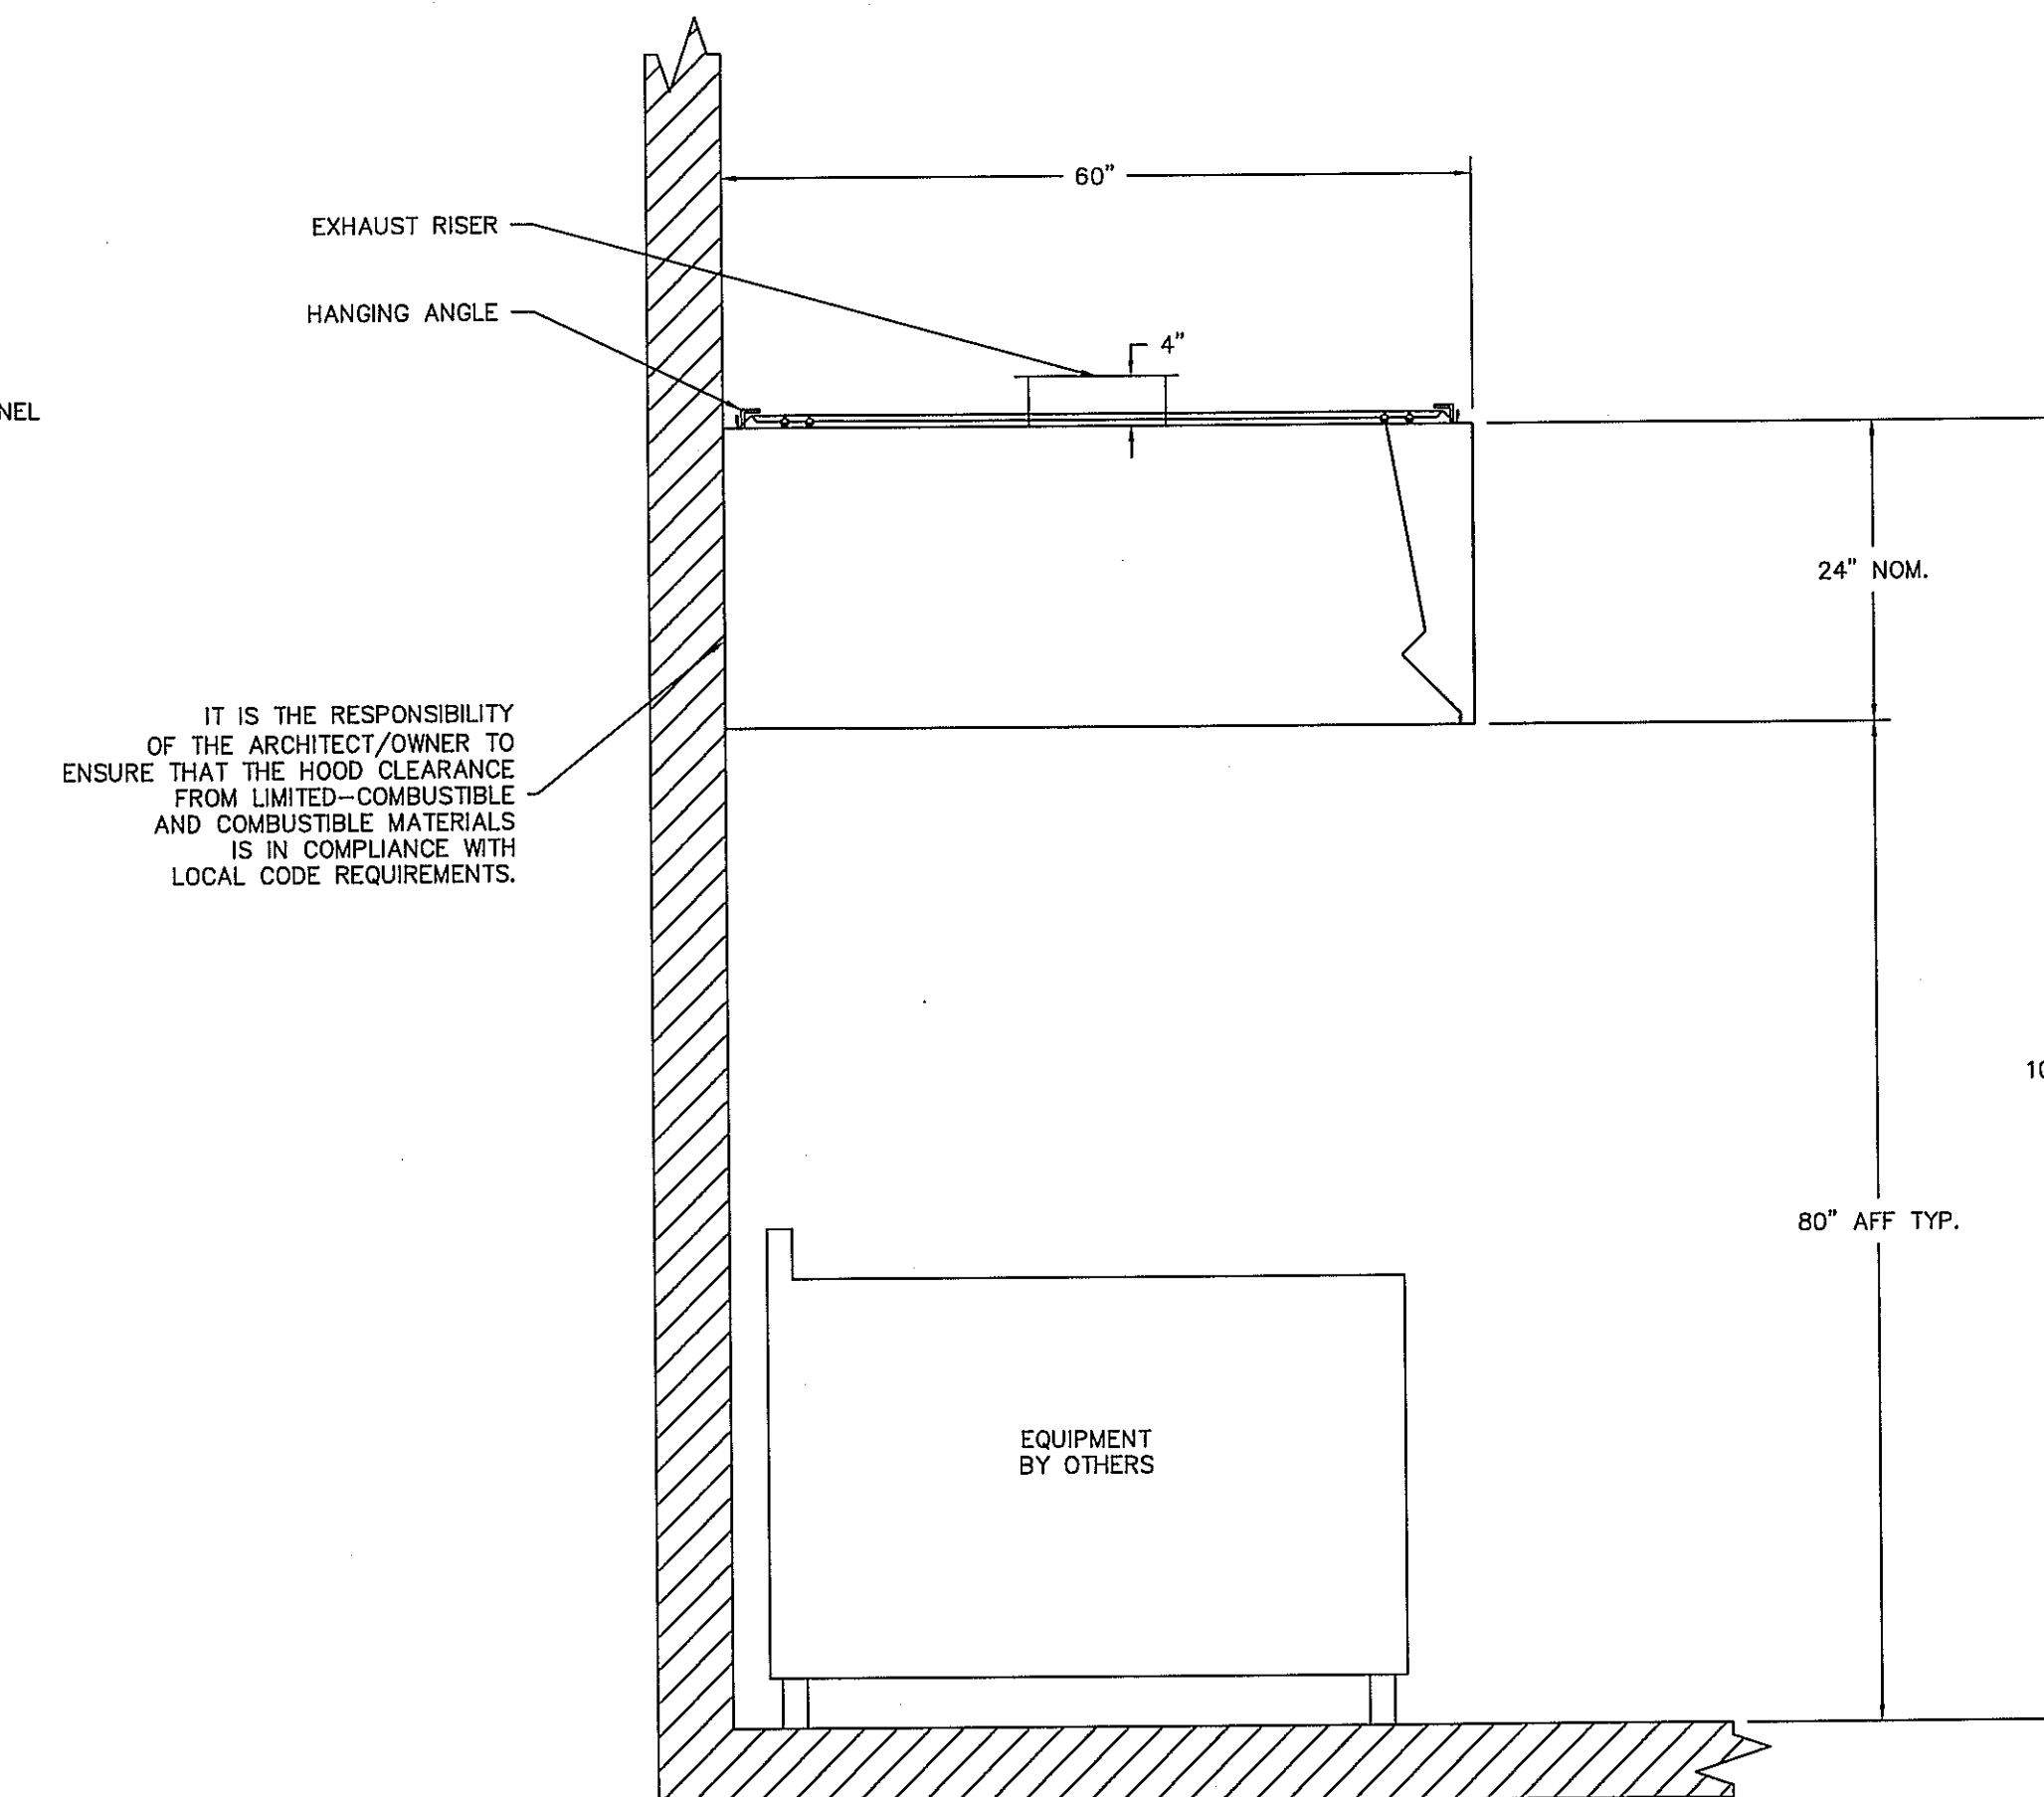 60"
EXHAUST RISER
HANGING ANGLE
4"
NEL
24" NOM.
IT IS THE RESPONSIBILITY
OF THE ARCHITECT/OWNER TO
ENSURE THAT THE HOOD CLEARANCE
FROM LIMITED-COMBUSTIBLE
AND COMBUSTIBLE MATERIALS
IS IN COMPLIANCE WITH
LOCAL CODE REQUIREMENTS.
10
80" AFF TYP.
EQUIPMENT
BY OTHERS